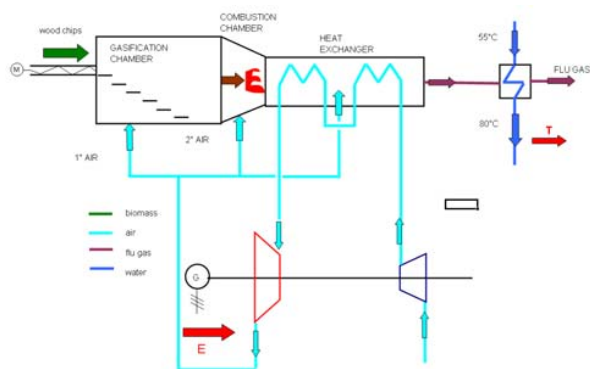 wood chips
M
GASIFICATION
CHAMBER
COMBUSTION
CHAMBER
HEAT
EXCHANGER
55°C
FLU GAS
80°C
T
1° AIR
2° AIR
biomass
air
flu gas
water
G
E